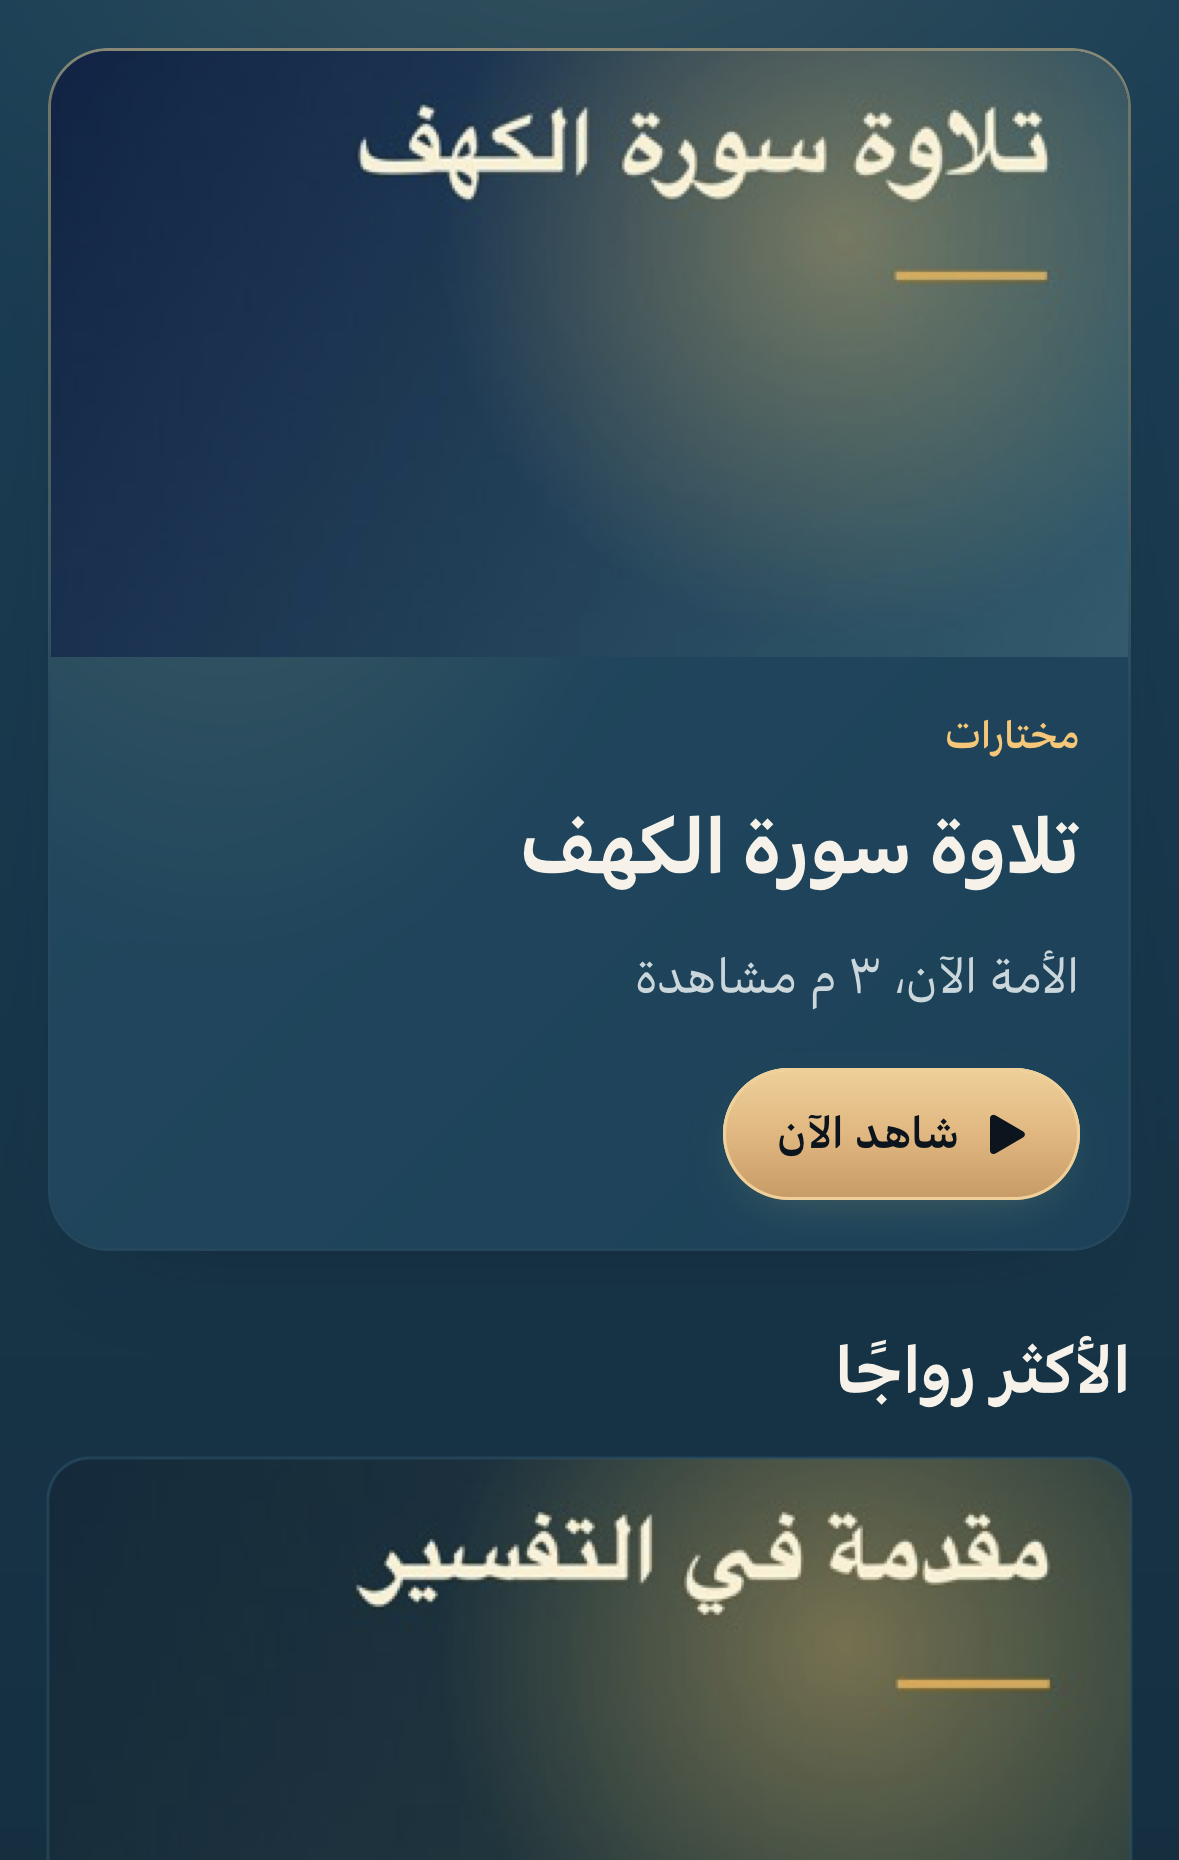 تلاوة سورة الكهف
مختارات
تلاوة سورة الكهف
الأمة الآن، ٣ م مشاهدة
شاهد الآن
الأكثر رواجًا
مقدمة في التفسير